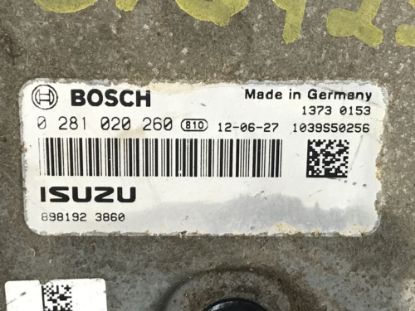 BOSCH
Made in Germany
1373 0153
0 281 020 260 810 12-06-27 1039S50256
ISUZU
898192 3860